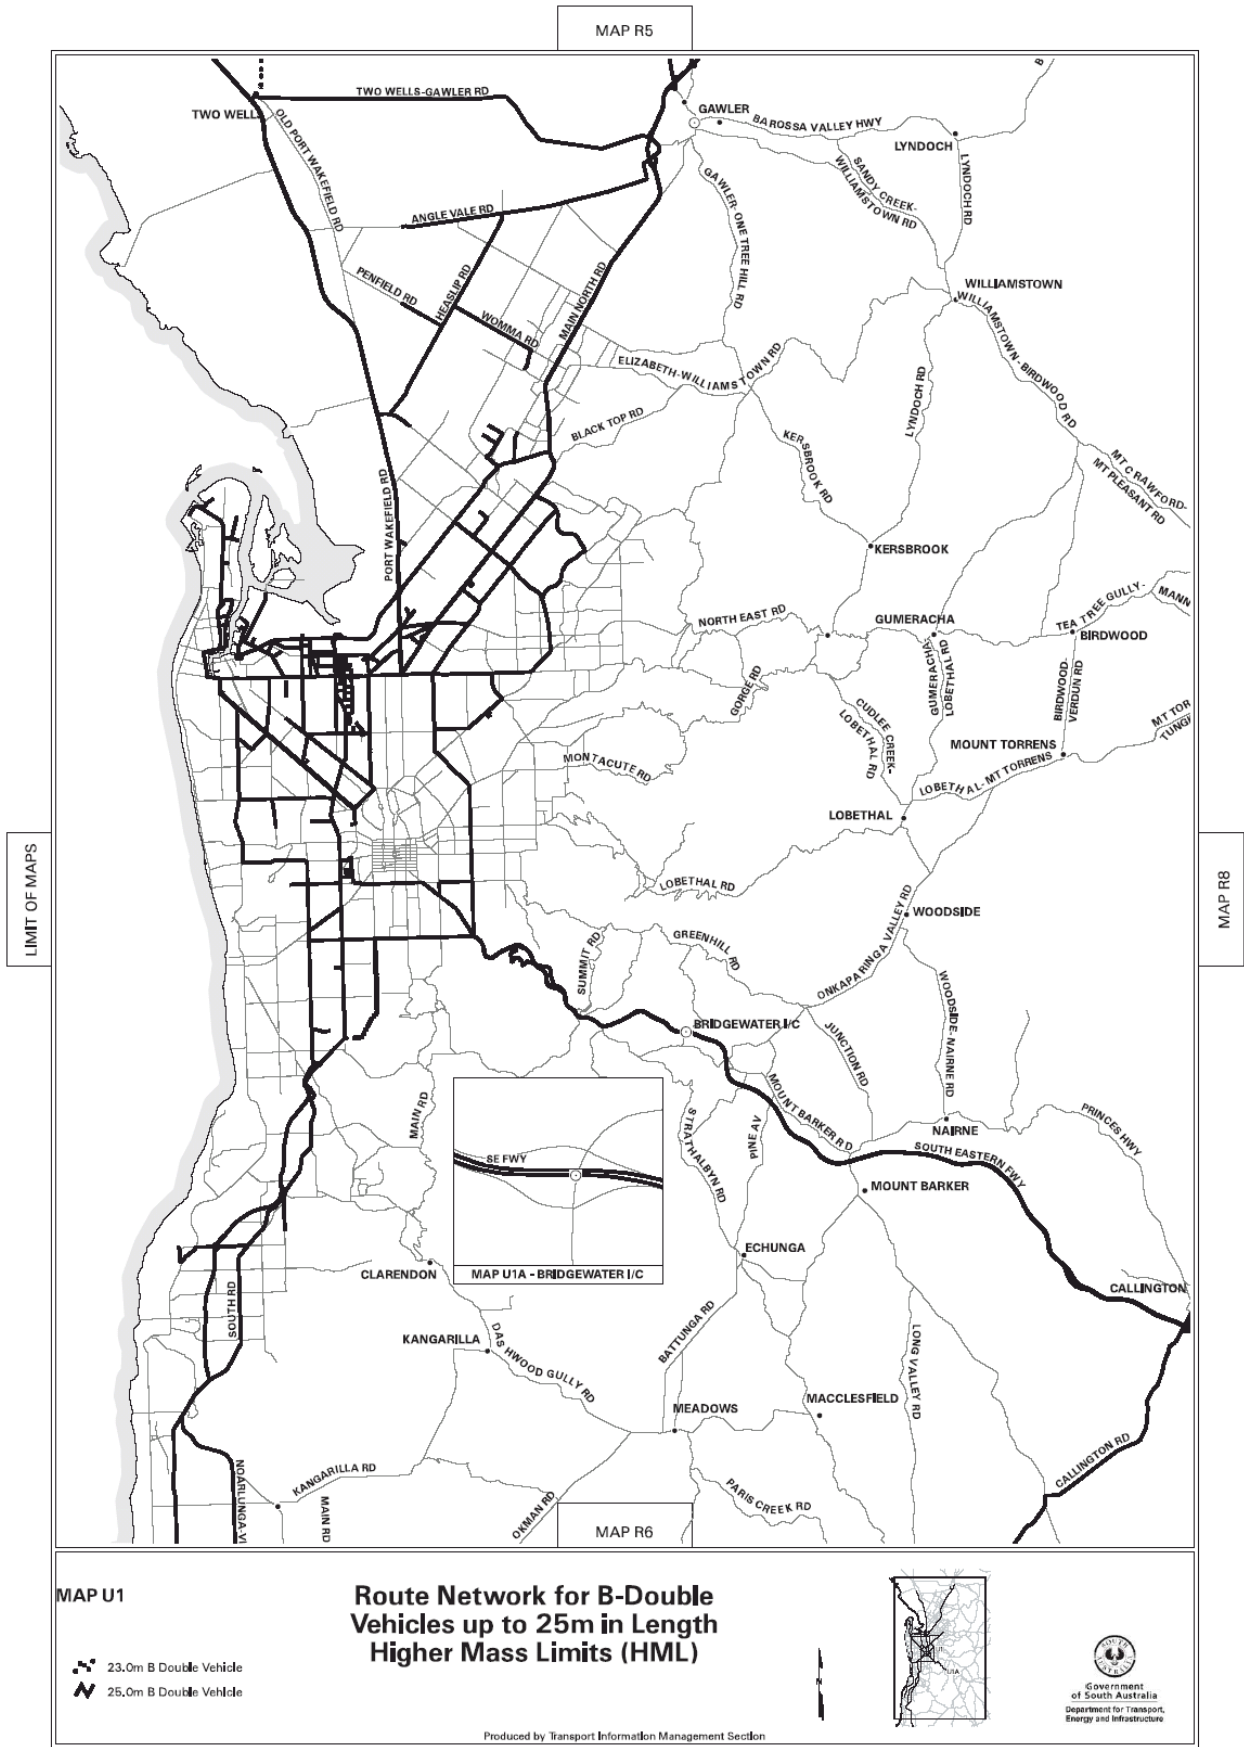 MAP R5
TWO WELLS-GAWLER RD
TWO WELLS
OLD PORT WAKEFIELD RD
GAWLER
BAROSSA VALLEY HWY
LYNDOCH
B
SANDY CREEK-
WILLIAMSTOWN RD
LYNDOCH RD
GAWLER-ONE TREE HILL RD
ANGLE VALE RD
PENFIELD RD
HEASLIP RD
WOMMA RD
MAIN NORTH RD
WILLIAMSTOWN
WILLIAMSTOWN - BIRDWOOD RD
ELIZABETH-WILLIAMSTOWN RD
LYNDOCH RD
BLACK TOP RD
KERSBROOK RD
MT CRAWFORD-
MT PLEASANT RD
PORT WAKEFIELD RD
KERSBROOK
NORTH EAST RD
GUMERACHA
TEA TREE GULLY-
MANN
BIRDWOOD
GUMERACHA-
LOBETHAL RD
BIRDWOOD-
VERDUN RD
GORGE RD
CUDLEE CREEK-
LOBETHAL RD
MT TOR
TUNGK
MOUNT TORRENS
MONTACUTE RD
LOBETHAL-MT TORRENS
LOBETHAL
LIMIT OF MAPS
MAP R8
LOBETHAL RD
WOODSIDE
GREENHILL RD
SUMMIT RD
ONKAPARINGA VALLEY RD
WOODSIDE-NAIRNE RD
BRIDGEWATER I/C
JUNCTION RD
MOUNT BARKER RD
MAIN RD
STRATHALBYN RD
PINE AV
NAIRNE
PRINCES HWY
SE FWY
SOUTH EASTERN FWY
MOUNT BARKER
ECHUNGA
CLARENDON
MAP U1A - BRIDGEWATER I/C
CALLINGTON
SOUTH RD
KANGARILLA
DASHWOOD GULLY RD
BATTUNGA RD
LONG VALLEY RD
MACCLESFIELD
MEADOWS
CALLINGTON RD
NOARLUNGA-VI
KANGARILLA RD
MAIN RD
OKMAN RD
PARIS CREEK RD
MAP R6
MAP U1
Route Network for B-Double
Vehicles up to 25m in Length
Higher Mass Limits (HML)
23.0m B Double Vehicle
25.0m B Double Vehicle
N
U1
U1A
SOUTH
AUSTRALIA
Government
of South Australia
Department for Transport,
Energy and Infrastructure
Produced by Transport Information Management Section